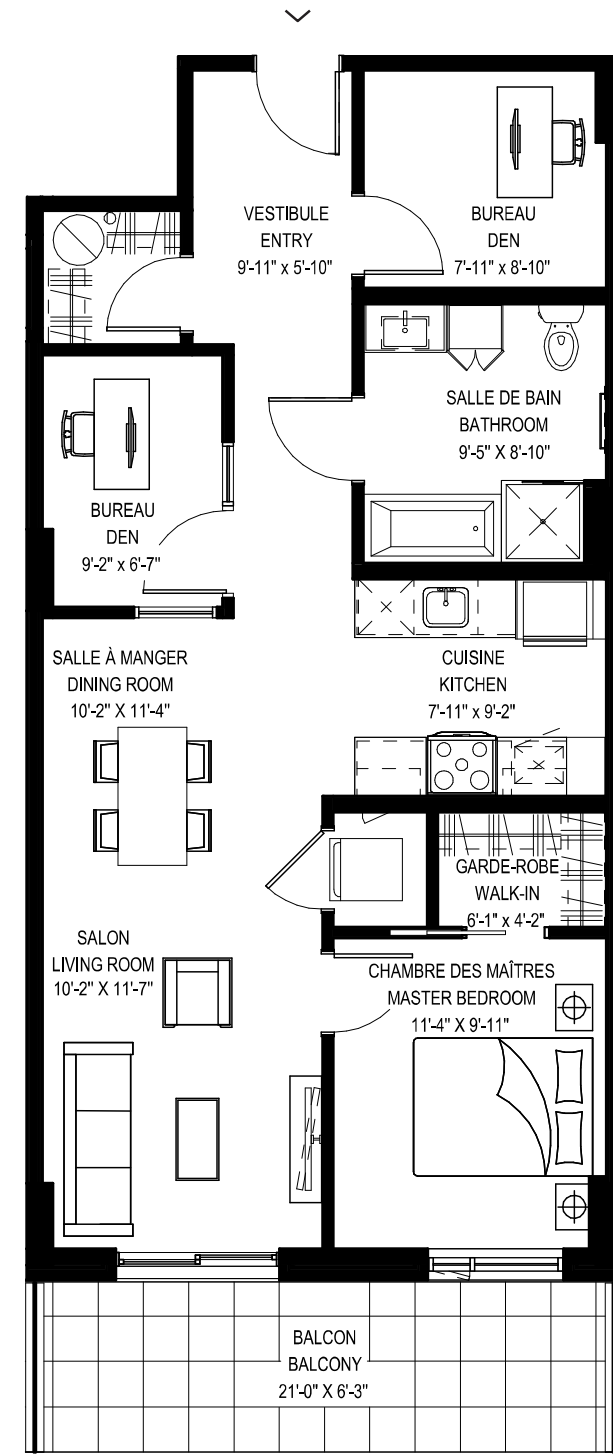 VESTIBULE
ENTRY
9'-11" x 5'-10"
BUREAU
DEN
7'-11" x 8'-10"
SALLE DE BAIN
BATHROOM
9'-5" X 8'-10"
BUREAU
DEN
9'-2" x 6'-7"
SALLE À MANGER
DINING ROOM
10'-2" X 11'-4"
CUISINE
KITCHEN
7'-11" x 9'-2"
GARDE-ROBE
WALK-IN
6'-1" x 4'-2"
SALON
LIVING ROOM
10'-2" X 11'-7"
CHAMBRE DES MAÎTRES
MASTER BEDROOM
11'-4" X 9'-11"
BALCON
BALCONY
21'-0" X 6'-3"